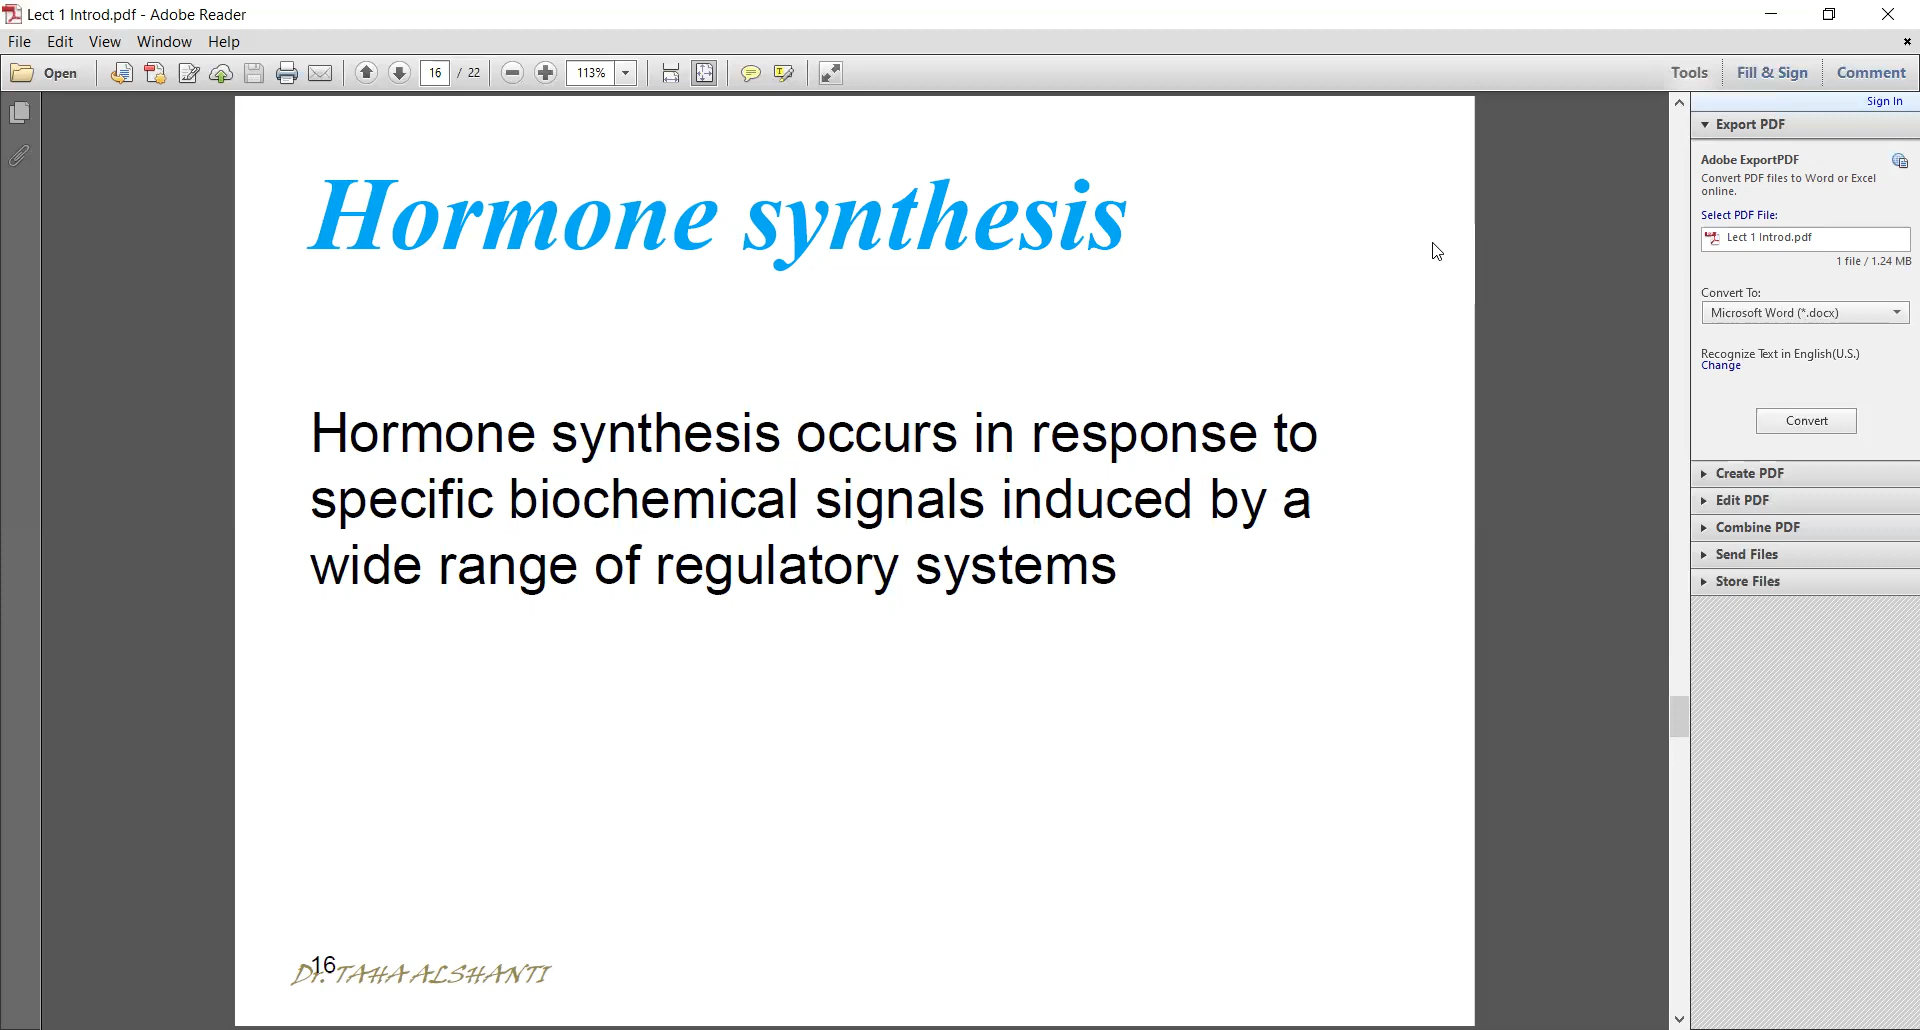 Lect 1 Introd.pdf - Adobe Reader
File Edit View Window Help
Open 16 / 22 113% Tools Fill & Sign Comment
Sign In
Export PDF
Adobe ExportPDF
Convert PDF files to Word or Excel
online.
Select PDF File:
Lect 1 Introd.pdf
1 file / 1.24 MB
Convert To:
Microsoft Word (*.docx)
Recognize Text in English(U.S.)
Change
Convert
Create PDF
Edit PDF
Combine PDF
Send Files
Store Files
Hormone synthesis
Hormone synthesis occurs in response to
specific biochemical signals induced by a
wide range of regulatory systems
16
Dr. TAHA ALSHANTI